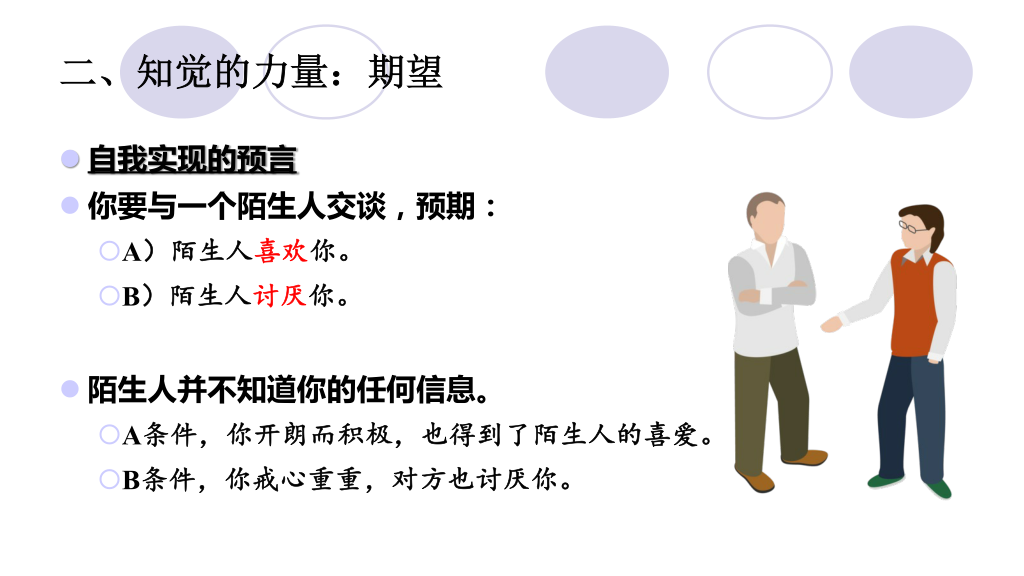 二、知觉的力量：期望
自我实现的预言
你要与一个陌生人交谈，预期：
A）陌生人喜欢你。
B）陌生人讨厌你。
陌生人并不知道你的任何信息。
A条件，你开朗而积极，也得到了陌生人的喜爱。
B条件，你戒心重重，对方也讨厌你。